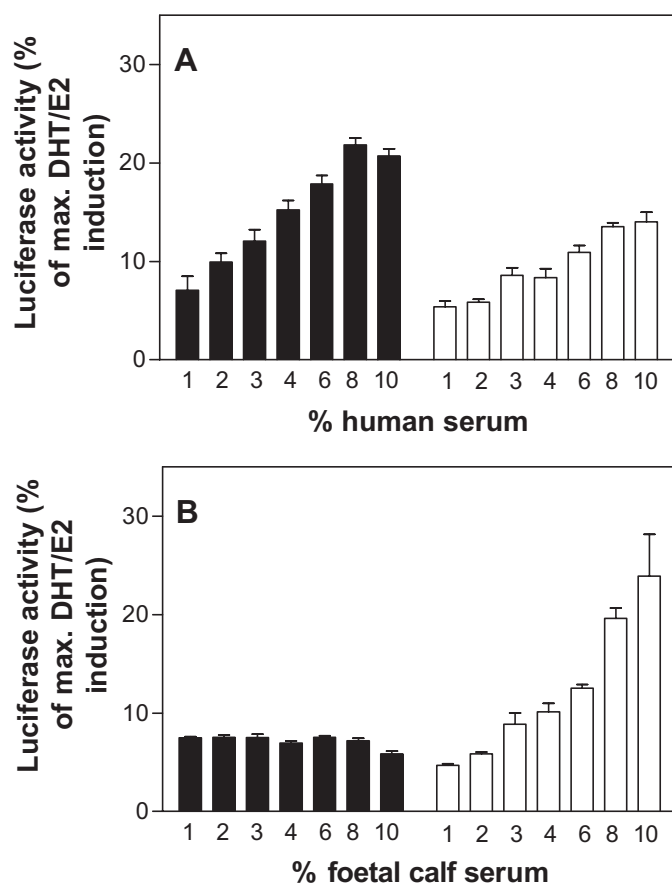 Luciferase activity (%
of max. DHT/E2
induction)
A
30
20
10
0
1 2 3 4 6 8 10 1 2 3 4 6 8 10
% human serum
Luciferase activity (%
of max. DHT/E2
induction)
B
30
20
10
0
1 2 3 4 6 8 10 1 2 3 4 6 8 10
% foetal calf serum